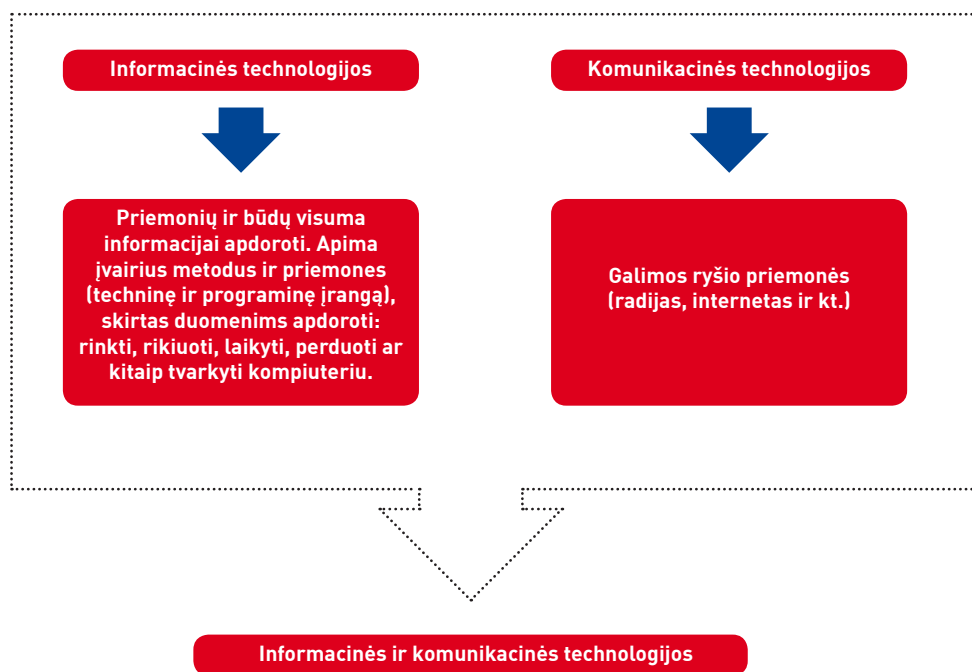 Informacinės technologijos
Komunikacinės technologijos
Priemonių ir būdų visuma
informacijai apdoroti. Apima
įvairius metodus ir priemones
(techninę ir programinę įrangą),
skirtas duomenims apdoroti:
rinkti, rikiuoti, laikyti, perduoti ar
kitaip tvarkyti kompiuteriu.
Galimos ryšio priemonės
(radijas, internetas ir kt.)
Informacinės ir komunikacinės technologijos